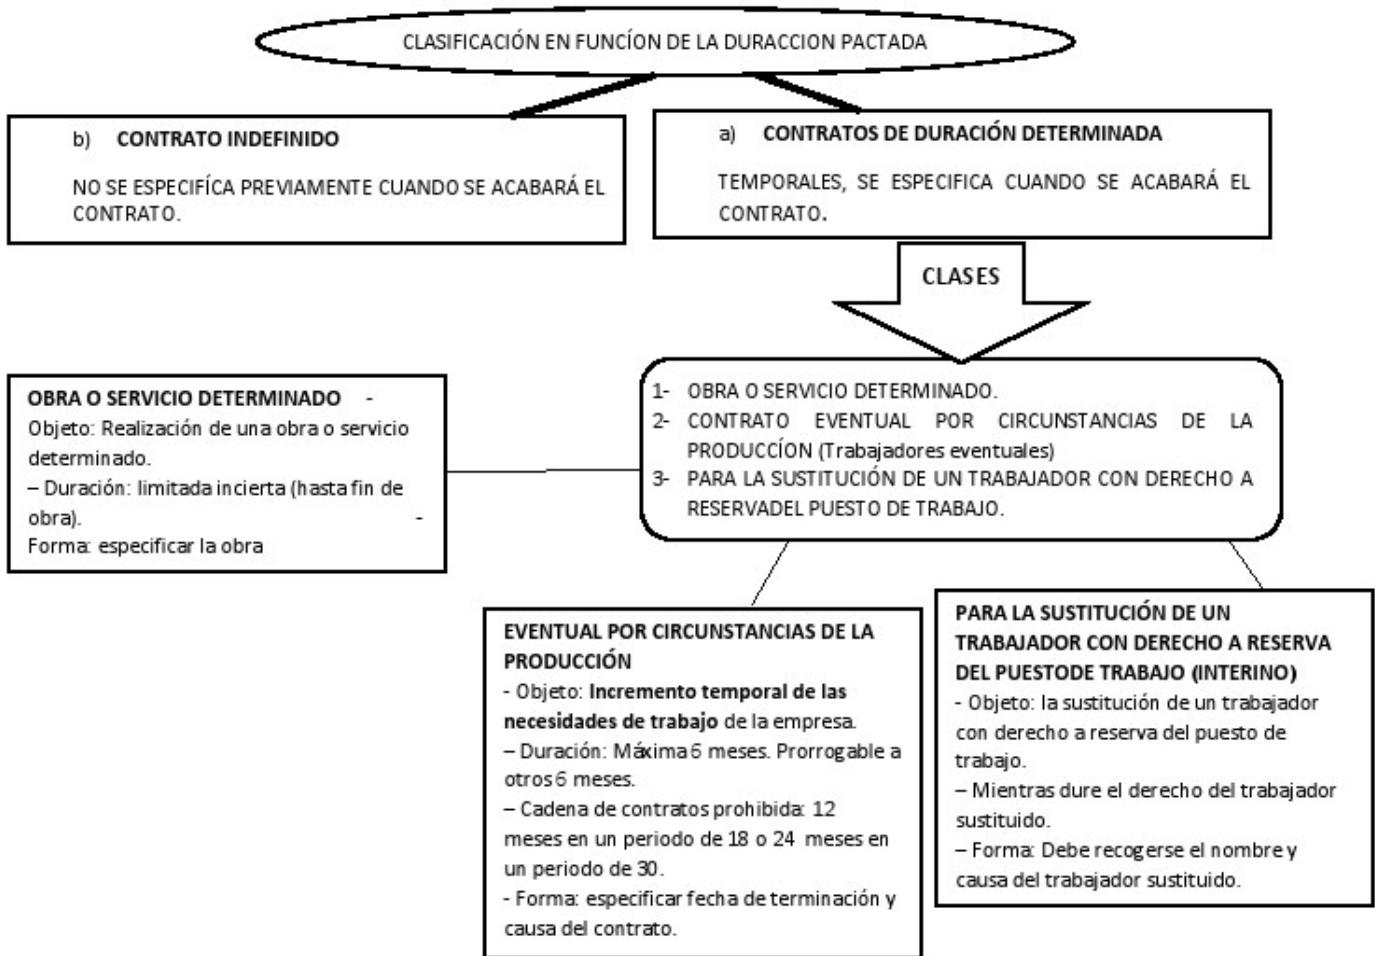 CLASIFICACIÓN EN FUNCÍON DE LA DURACCION PACTADA
b) CONTRATO INDEFINIDO
NO SE ESPECIFÍCA PREVIAMENTE CUANDO SE ACABARÁ EL
CONTRATO.
a) CONTRATOS DE DURACIÓN DETERMINADA
TEMPORALES, SE ESPECIFICA CUANDO SE ACABARÁ EL
CONTRATO.
CLASES
1- OBRA O SERVICIO DETERMINADO.
2- CONTRATO EVENTUAL POR CIRCUNSTANCIAS DE LA
PRODUCCÍON (Trabajadores eventuales)
3- PARA LA SUSTITUCIÓN DE UN TRABAJADOR CON DERECHO A
RESERVADEL PUESTO DE TRABAJO.
OBRA O SERVICIO DETERMINADO -
Objeto: Realización de una obra o servicio
determinado.
– Duración: limitada incierta (hasta fin de
obra). -
Forma: especificar la obra
EVENTUAL POR CIRCUNSTANCIAS DE LA
PRODUCCIÓN
- Objeto: Incremento temporal de las
necesidades de trabajo de la empresa.
– Duración: Máxima 6 meses. Prorrogable a
otros 6 meses.
– Cadena de contratos prohibida: 12
meses en un periodo de 18 o 24 meses en
un periodo de 30.
- Forma: especificar fecha de terminación y
causa del contrato.
PARA LA SUSTITUCIÓN DE UN
TRABAJADOR CON DERECHO A RESERVA
DEL PUESTODE TRABAJO (INTERINO)
- Objeto: la sustitución de un trabajador
con derecho a reserva del puesto de
trabajo.
– Mientras dure el derecho del trabajador
sustituido.
– Forma: Debe recogerse el nombre y
causa del trabajador sustituido.